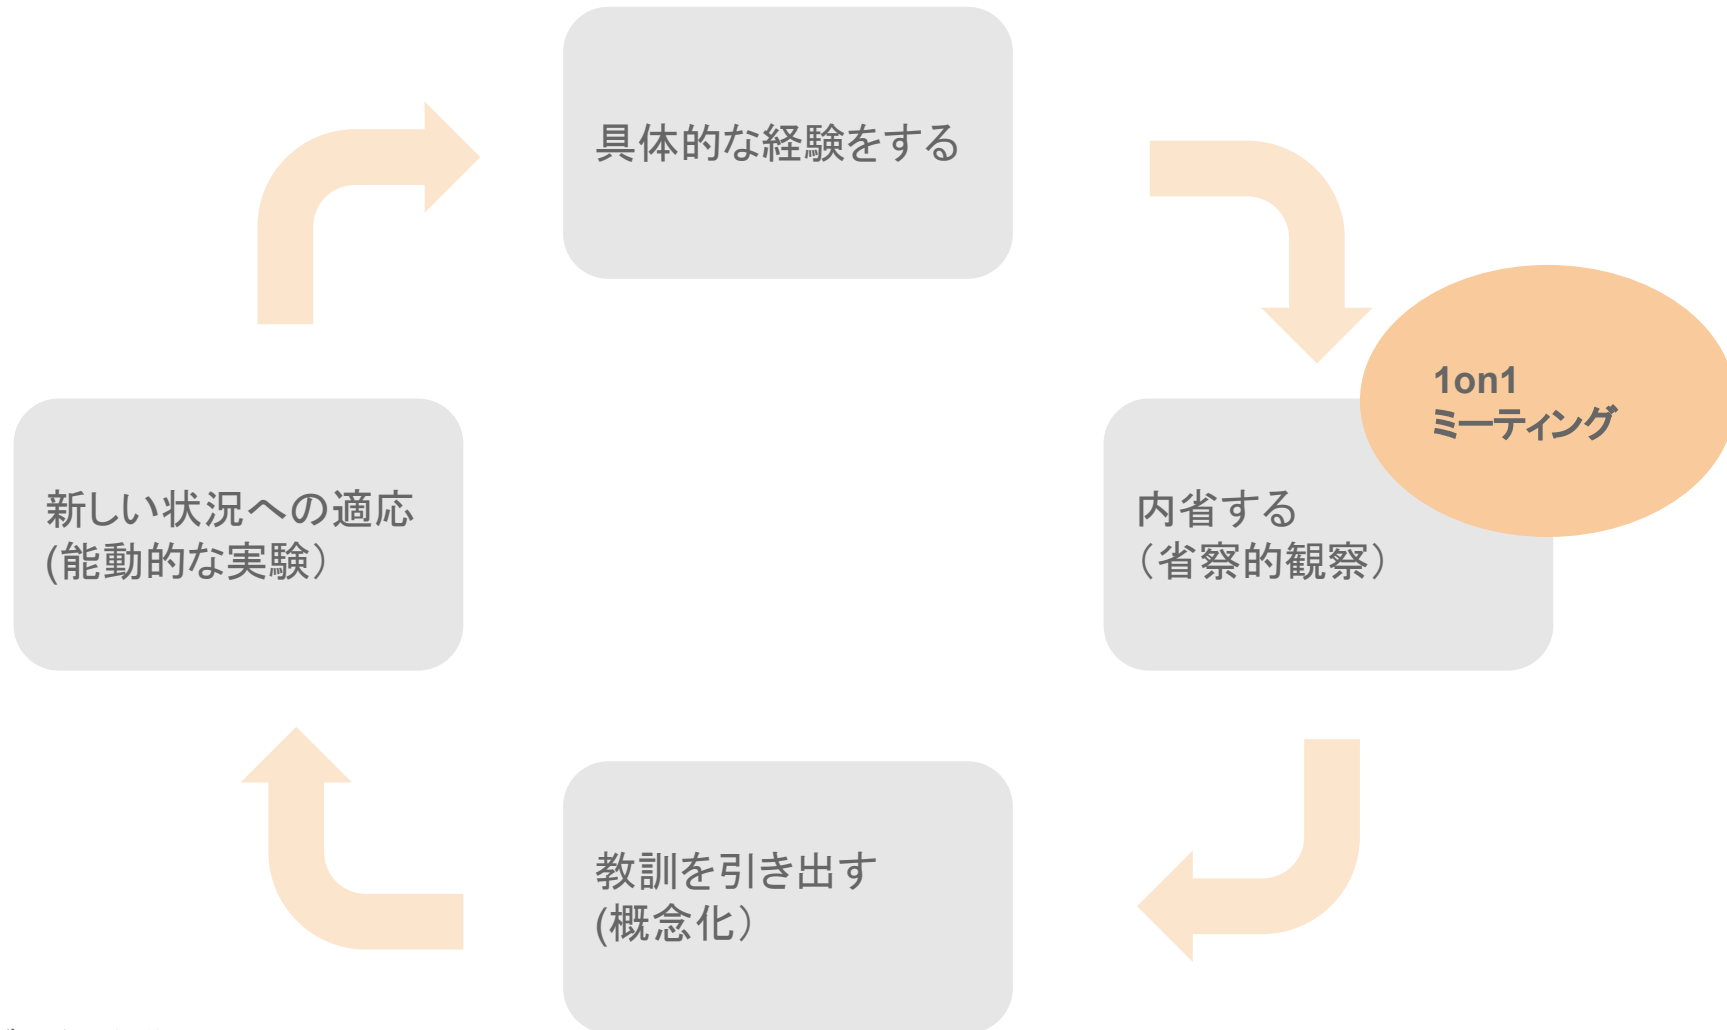 具体的な経験をする
1on1
ミーティング
新しい状況への適応
(能動的な実験）
内省する
（省察的観察）
教訓を引き出す
(概念化）